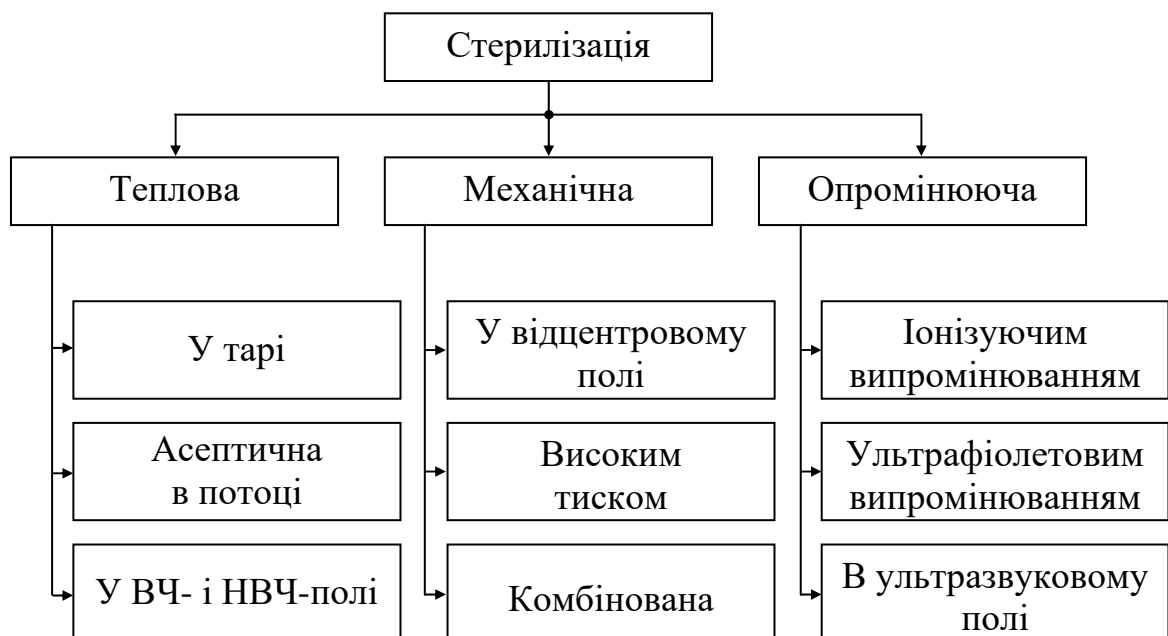 Стерилізація
Теплова
Механічна
Опромінююча
У тарі
У відцентровому
полі
Іонізуючим
випромінюванням
Асептична
в потоці
Високим
тиском
Ультрафіолетовим
випромінюванням
У ВЧ- і НВЧ-полі
Комбінована
В ультразвуковому
полі